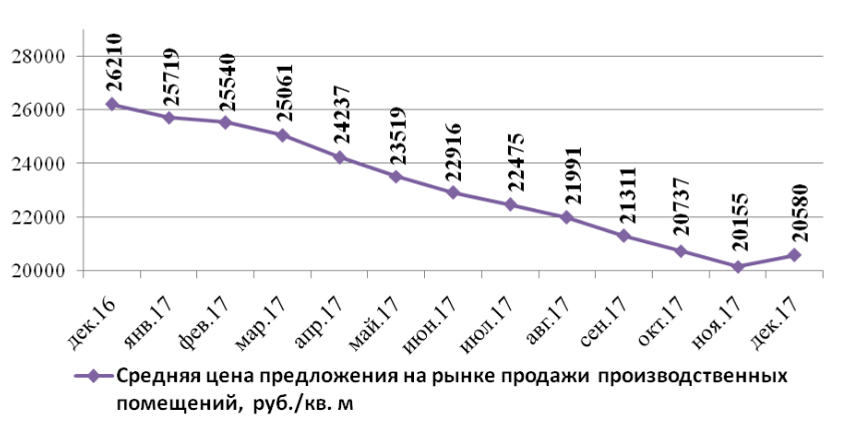 28000
26000
24000
22000
20000
26210
25719
25540
25061
24237
23519
22916
22475
21991
21311
20737
20155
20580
дек.16
янв.17
фев.17
мар.17
апр.17
май.17
июн.17
июл.17
авг.17
сен.17
окт.17
ноя.17
дек.17
Средняя цена предложения на рынке продажи производственных
помещений, руб./кв. м